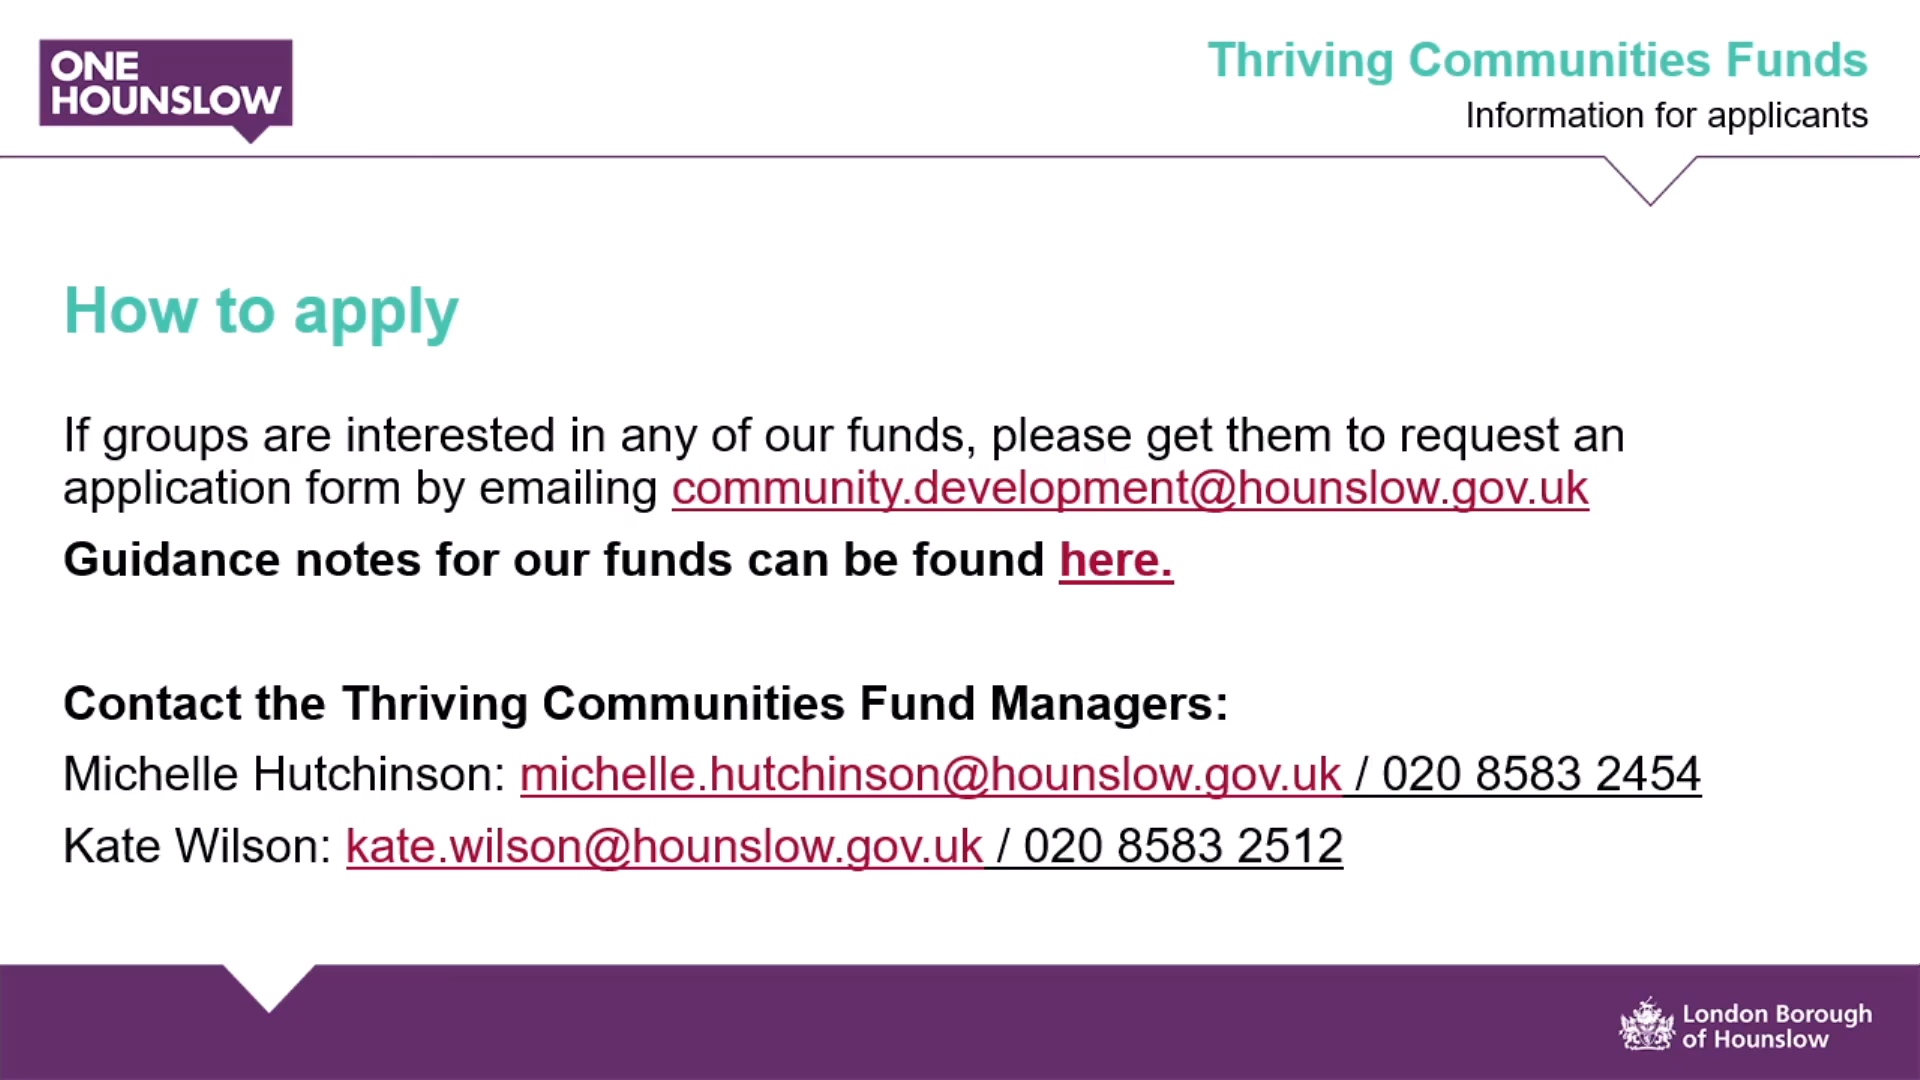 ONE
HOUNSLOW
Thriving Communities Funds
Information for applicants
How to apply
If groups are interested in any of our funds, please get them to request an
application form by emailing community.development@hounslow.gov.uk
Guidance notes for our funds can be found here.
Contact the Thriving Communities Fund Managers:
Michelle Hutchinson: michelle.hutchinson@hounslow.gov.uk / 020 8583 2454
Kate Wilson: kate.wilson@hounslow.gov.uk / 020 8583 2512
London Borough
of Hounslow